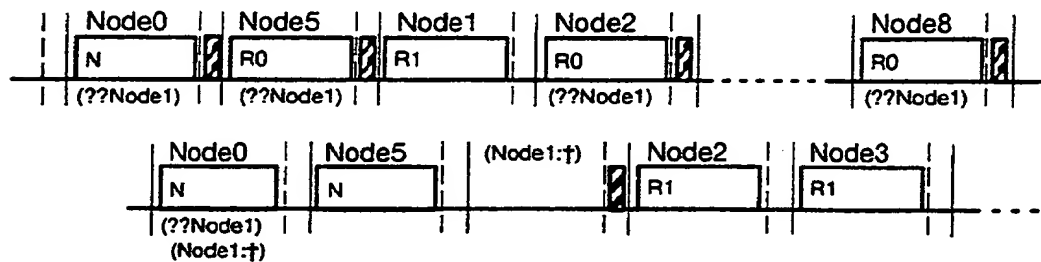 Node0 Node5 Node1 Node2 Node8
N R0 R1 R0 R0
(??Node1) (??Node1) (??Node1) (??Node1)
Node0 Node5 (Node1:†) Node2 Node3
N N R1 R1
(??Node1)
(Node1:†)